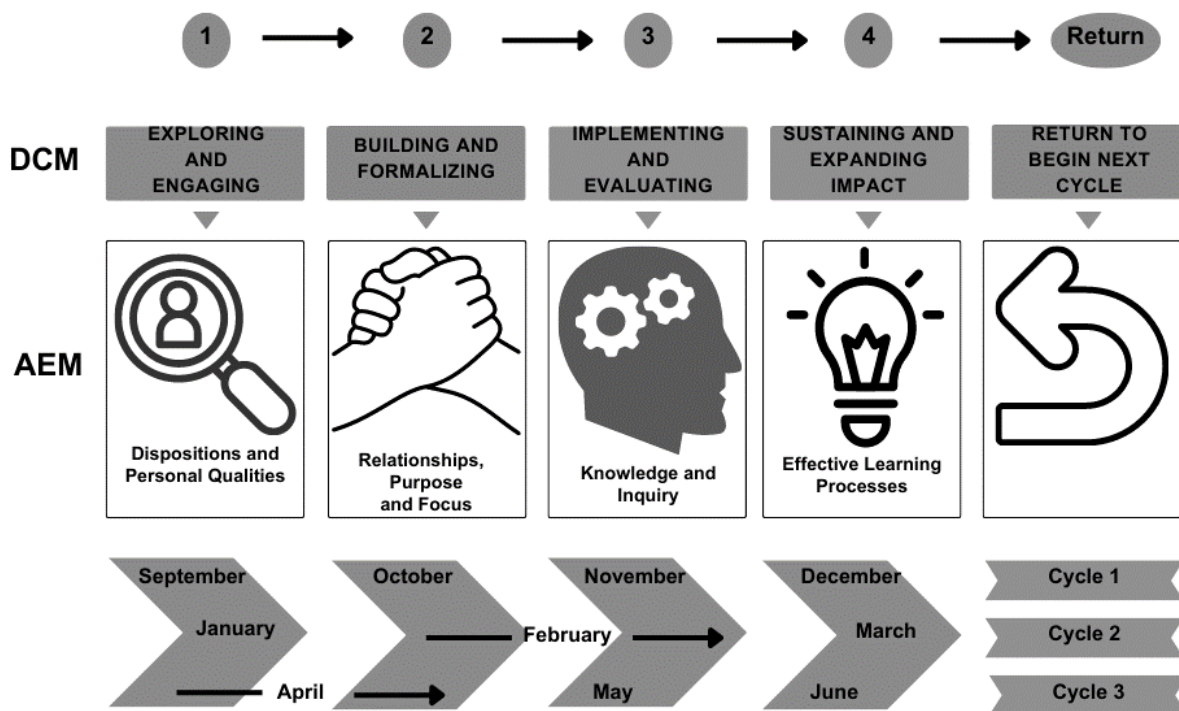 1
2
3
4
Return
DCM
EXPLORING
AND
ENGAGING
BUILDING AND
FORMALIZING
IMPLEMENTING
AND
EVALUATING
SUSTAINING AND
EXPANDING
IMPACT
RETURN TO
BEGIN NEXT
CYCLE
AEM
Dispositions and
Personal Qualities
Relationships,
Purpose
and Focus
Knowledge and
Inquiry
Effective Learning
Processes
September
October
November
December
Cycle 1
January
February
March
Cycle 2
April
May
June
Cycle 3